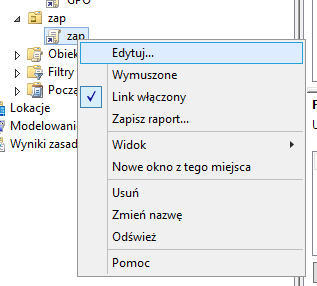 GPO
zap
zap
Obiek
Filtry
Począ
Lokacje
Modelowani
Wyniki zasad
Edytuj...
Wymuszone
Link włączony
Zapisz raport...
Widok
Nowe okno z tego miejsca
Usuń
Zmień nazwę
Odśwież
Pomoc